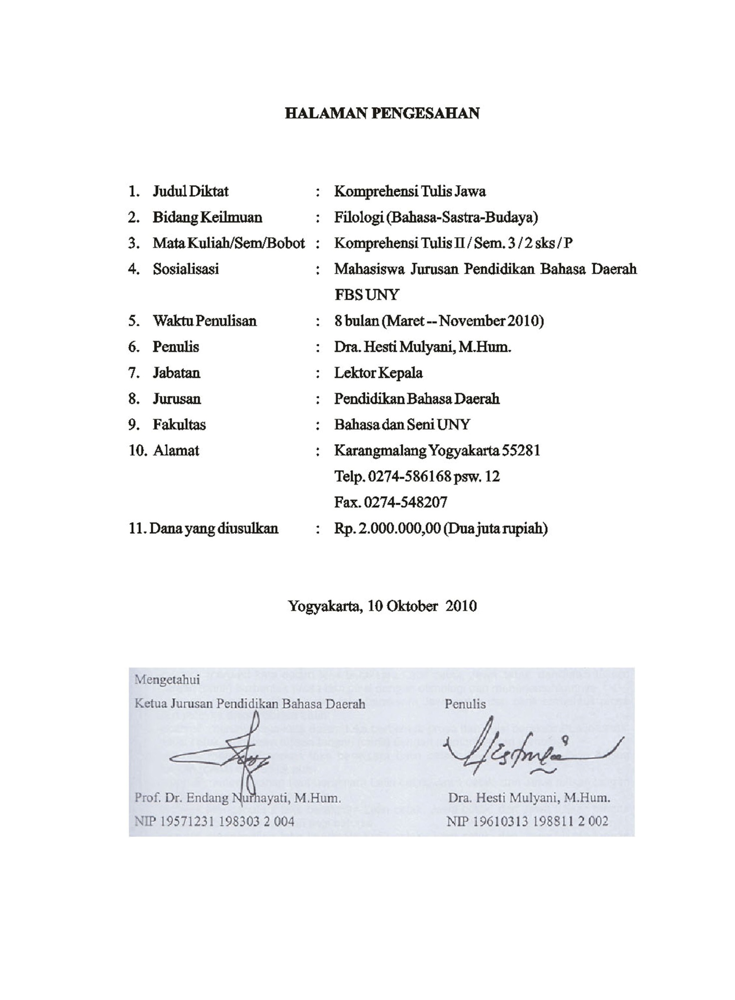 HALAMAN PENGESAHAN
1. Judul Diktat : Komprehensi Tulis Jawa
2. Bidang Keilmuan : Filologi (Bahasa-Sastra-Budaya)
3. Mata Kuliah/Sem/Bobot : Komprehensi Tulis II / Sem. 3 / 2 sks / P
4. Sosialisasi : Mahasiswa Jurusan Pendidikan Bahasa Daerah
FBS UNY
5. Waktu Penulisan : 8 bulan (Maret -- November 2010)
6. Penulis : Dra. Hesti Mulyani, M.Hum.
7. Jabatan : Lektor Kepala
8. Jurusan : Pendidikan Bahasa Daerah
9. Fakultas : Bahasa dan Seni UNY
10. Alamat : Karangmalang Yogyakarta 55281
Telp. 0274-586168 psw. 12
Fax. 0274-548207
11. Dana yang diusulkan : Rp. 2.000.000,00 (Dua juta rupiah)
Yogyakarta, 10 Oktober 2010
Mengetahui
Ketua Jurusan Pendidikan Bahasa Daerah Penulis
Prof. Dr. Endang Nurhayati, M.Hum. Dra. Hesti Mulyani, M.Hum.
NIP 19571231 198303 2 004 NIP 19610313 198811 2 002